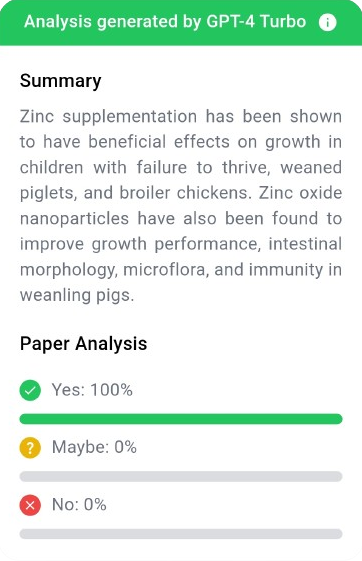 Analysis generated by GPT-4 Turbo
Summary
Zinc supplementation has been shown
to have beneficial effects on growth in
children with failure to thrive, weaned
piglets, and broiler chickens. Zinc oxide
nanoparticles have also been found to
improve growth performance, intestinal
morphology, microflora, and immunity in
weanling pigs.
Paper Analysis
Yes: 100%
Maybe: 0%
No: 0%